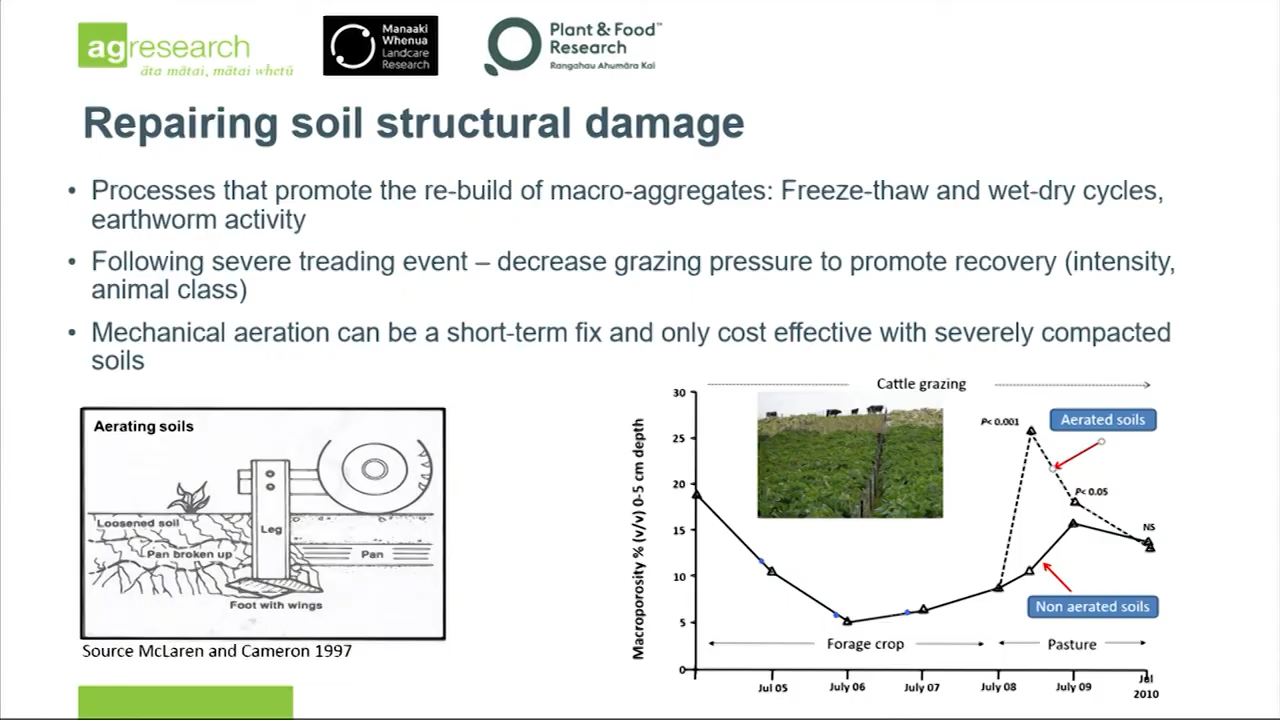 agresearch
āta mātai, mātai whetū
Manaaki
Whenua
Landcare
Research
Plant & Food™
Research
Rangahau Ahumāra Kai
Repairing soil structural damage
• Processes that promote the re-build of macro-aggregates: Freeze-thaw and wet-dry cycles,
earthworm activity
• Following severe treading event – decrease grazing pressure to promote recovery (intensity,
animal class)
• Mechanical aeration can be a short-term fix and only cost effective with severely compacted
soils
Aerating soils
Loosened soil
Leg
Pan broken up
Pan
Foot with wings
Source McLaren and Cameron 1997
Cattle grazing
Macroporosity % (v/v) 0-5 cm depth
30
25
20
15
10
5
0
P< 0.001
Aerated soils
P< 0.05
NS
Non aerated soils
Forage crop
Pasture
Jul 05
July 06
July 07
July 08
July 09
Jul
2010